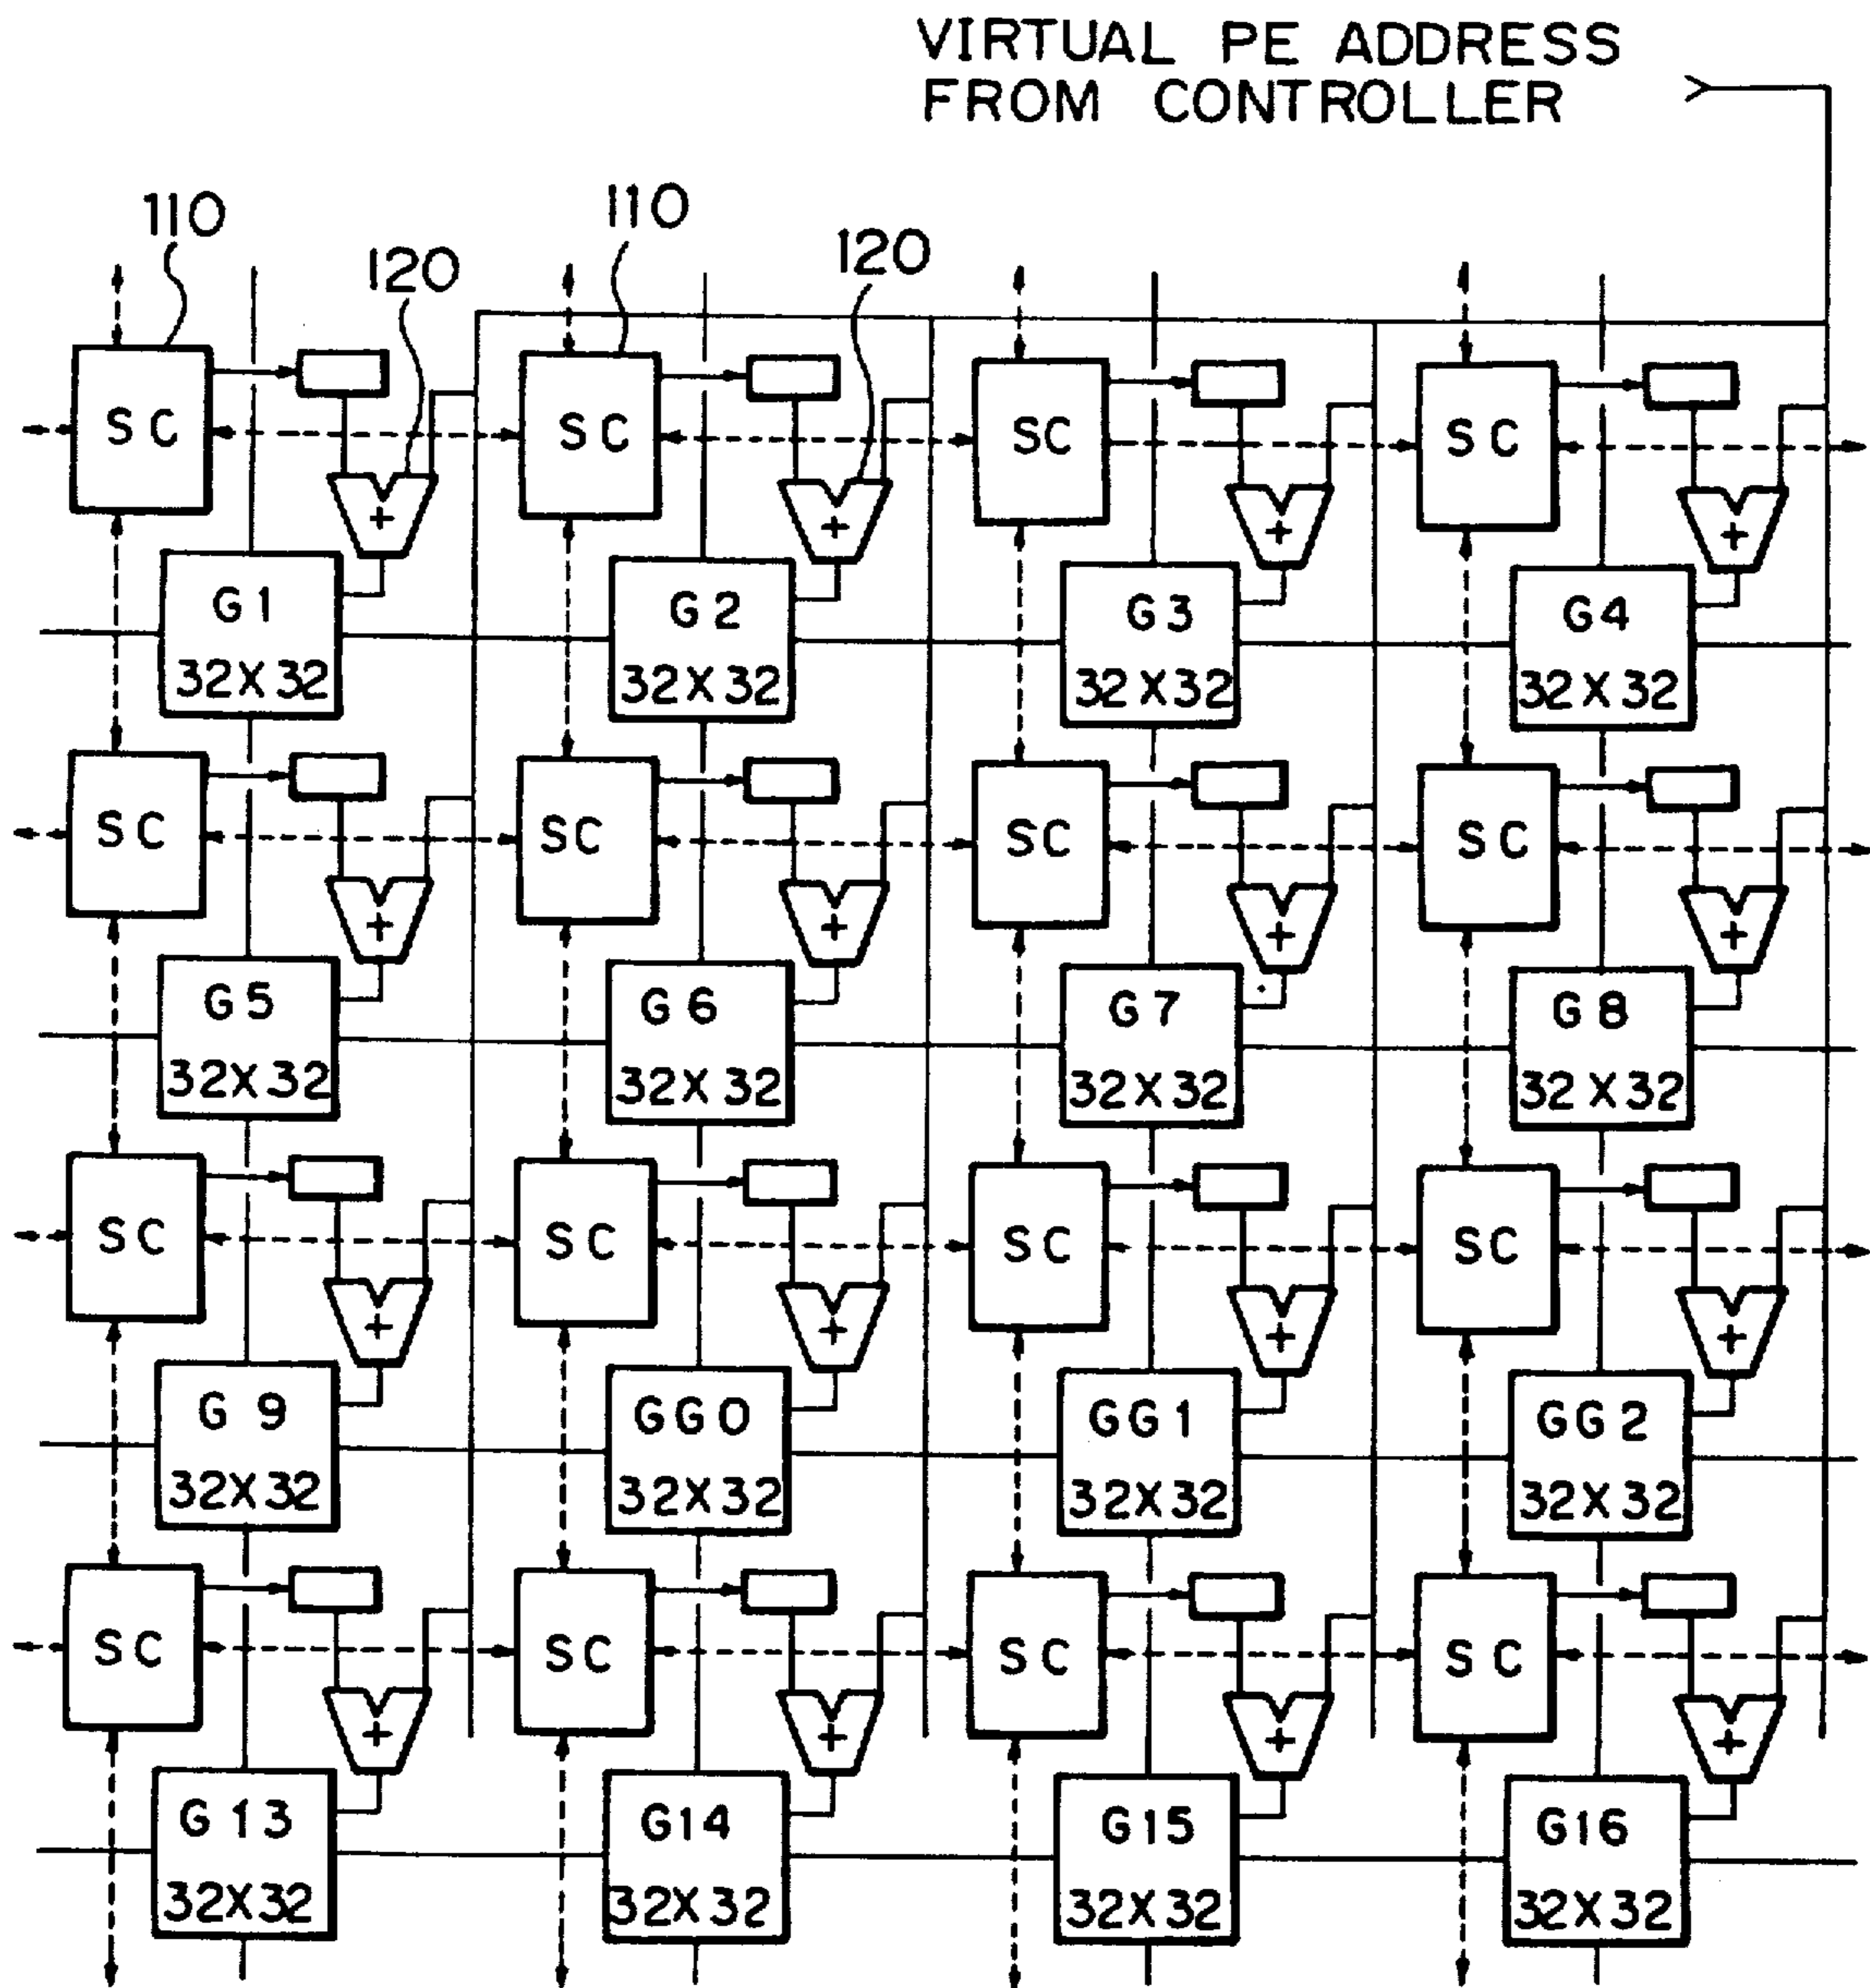 VIRTUAL PE ADDRESS
FROM CONTROLLER
110
120
110
120
SC
SC
SC
SC
+
+
+
+
G1
32X32
G2
32X32
G3
32X32
G4
32X32
SC
SC
SC
SC
+
+
+
+
G5
32X32
G6
32X32
G7
32X32
G8
32X32
SC
SC
SC
SC
+
+
+
+
G9
32X32
GG0
32X32
GG1
32X32
GG2
32X32
SC
SC
SC
SC
+
+
+
+
G13
32X32
G14
32X32
G15
32X32
G16
32X32